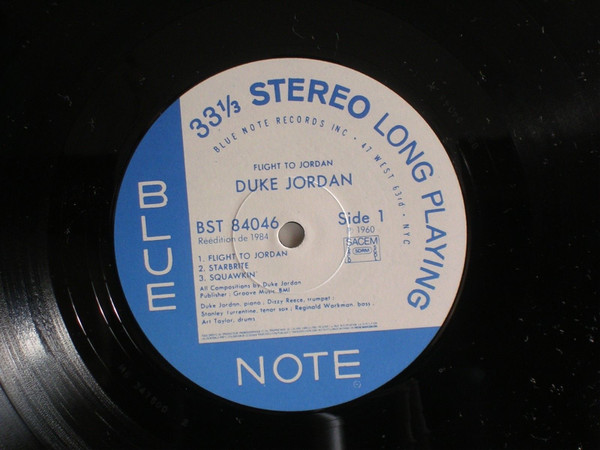 33 1/3 STEREO LONG PLAYING
BLUE NOTE RECORDS INC • 47 WEST 63rd • NYC
FLIGHT TO JORDAN
DUKE JORDAN
BST 84046
Side 1
Réédition de 1984
℗ 1960
SACEM
1. FLIGHT TO JORDAN
2. STARBRITE
3. SQUAWKIN'
All Compositions by Duke Jordan
Publisher : Groove Music BMI
Duke Jordan, piano ; Dizzy Reece, trumpet ;
Stanley Turrentine, tenor sax ; Reginald Workman, bass ;
Art Taylor, drums
BLUE
NOTE